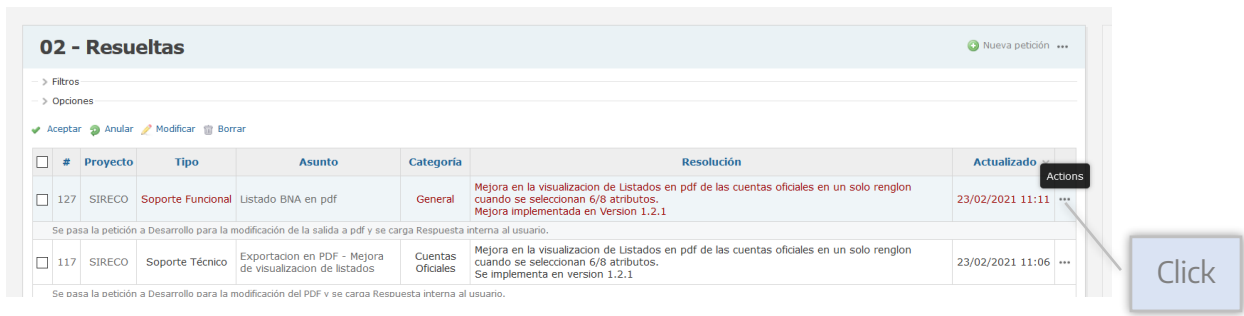 02 - Resueltas
Nueva petición
Filtros
Opciones
Aceptar Anular Modificar Borrar
# Proyecto Tipo Asunto Categoría Resolución Actualizado
Actions
127 SIRECO Soporte Funcional Listado BNA en pdf General Mejora en la visualizacion de Listados en pdf de las cuentas oficiales en un solo renglon 23/02/2021 11:11
cuando se seleccionan 6/8 atributos.
Mejora implementada en Version 1.2.1
Se pasa la petición a Desarrollo para la modificación de la salida a pdf y se carga Respuesta interna al usuario.
117 SIRECO Soporte Técnico Exportacion en PDF - Mejora Cuentas Mejora en la visualizacion de Listados en pdf de las cuentas oficiales en un solo renglon 23/02/2021 11:06
de visualizacion de listados Oficiales cuando se seleccionan 6/8 atributos.
Se implementa en version 1.2.1
Se pasa la petición a Desarrollo para la modificación del PDF y se carga Respuesta interna al usuario.
Click